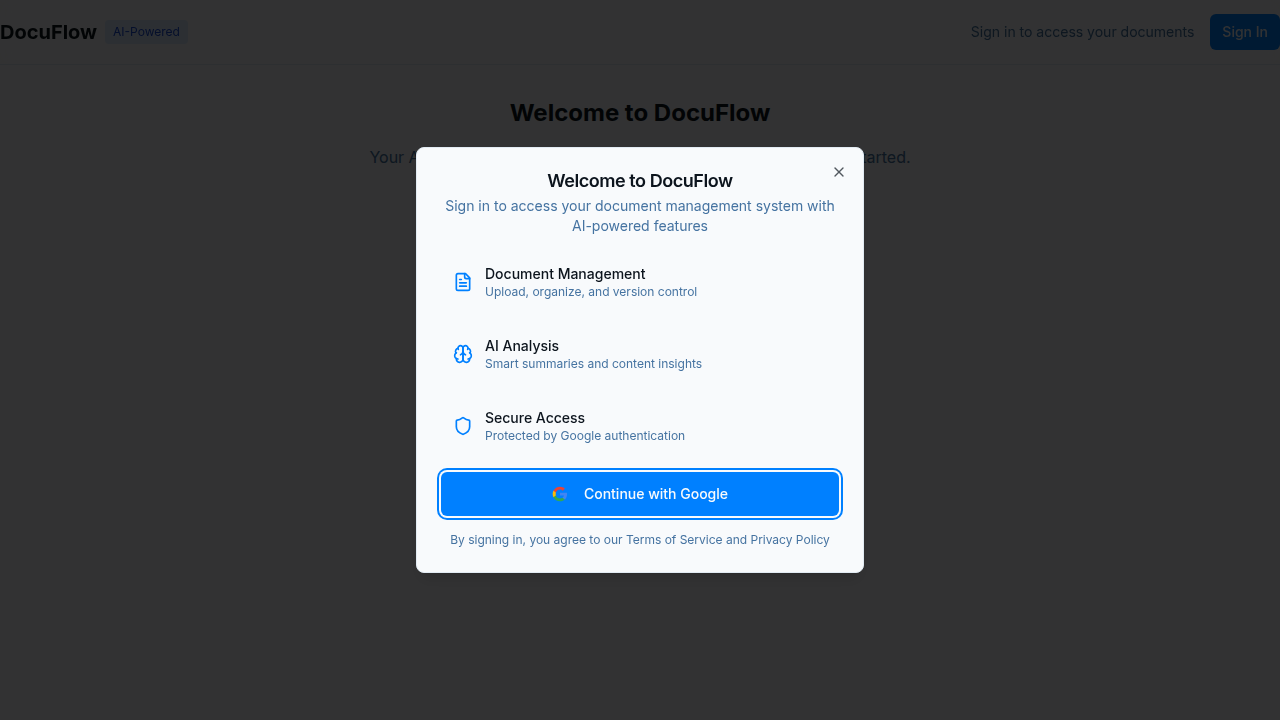 DocuFlow AI-Powered Sign in to access your documents Sign In
Welcome to DocuFlow
Your A arted.
Welcome to DocuFlow
Sign in to access your document management system with
AI-powered features
Document Management
Upload, organize, and version control
AI Analysis
Smart summaries and content insights
Secure Access
Protected by Google authentication
Continue with Google
By signing in, you agree to our Terms of Service and Privacy Policy